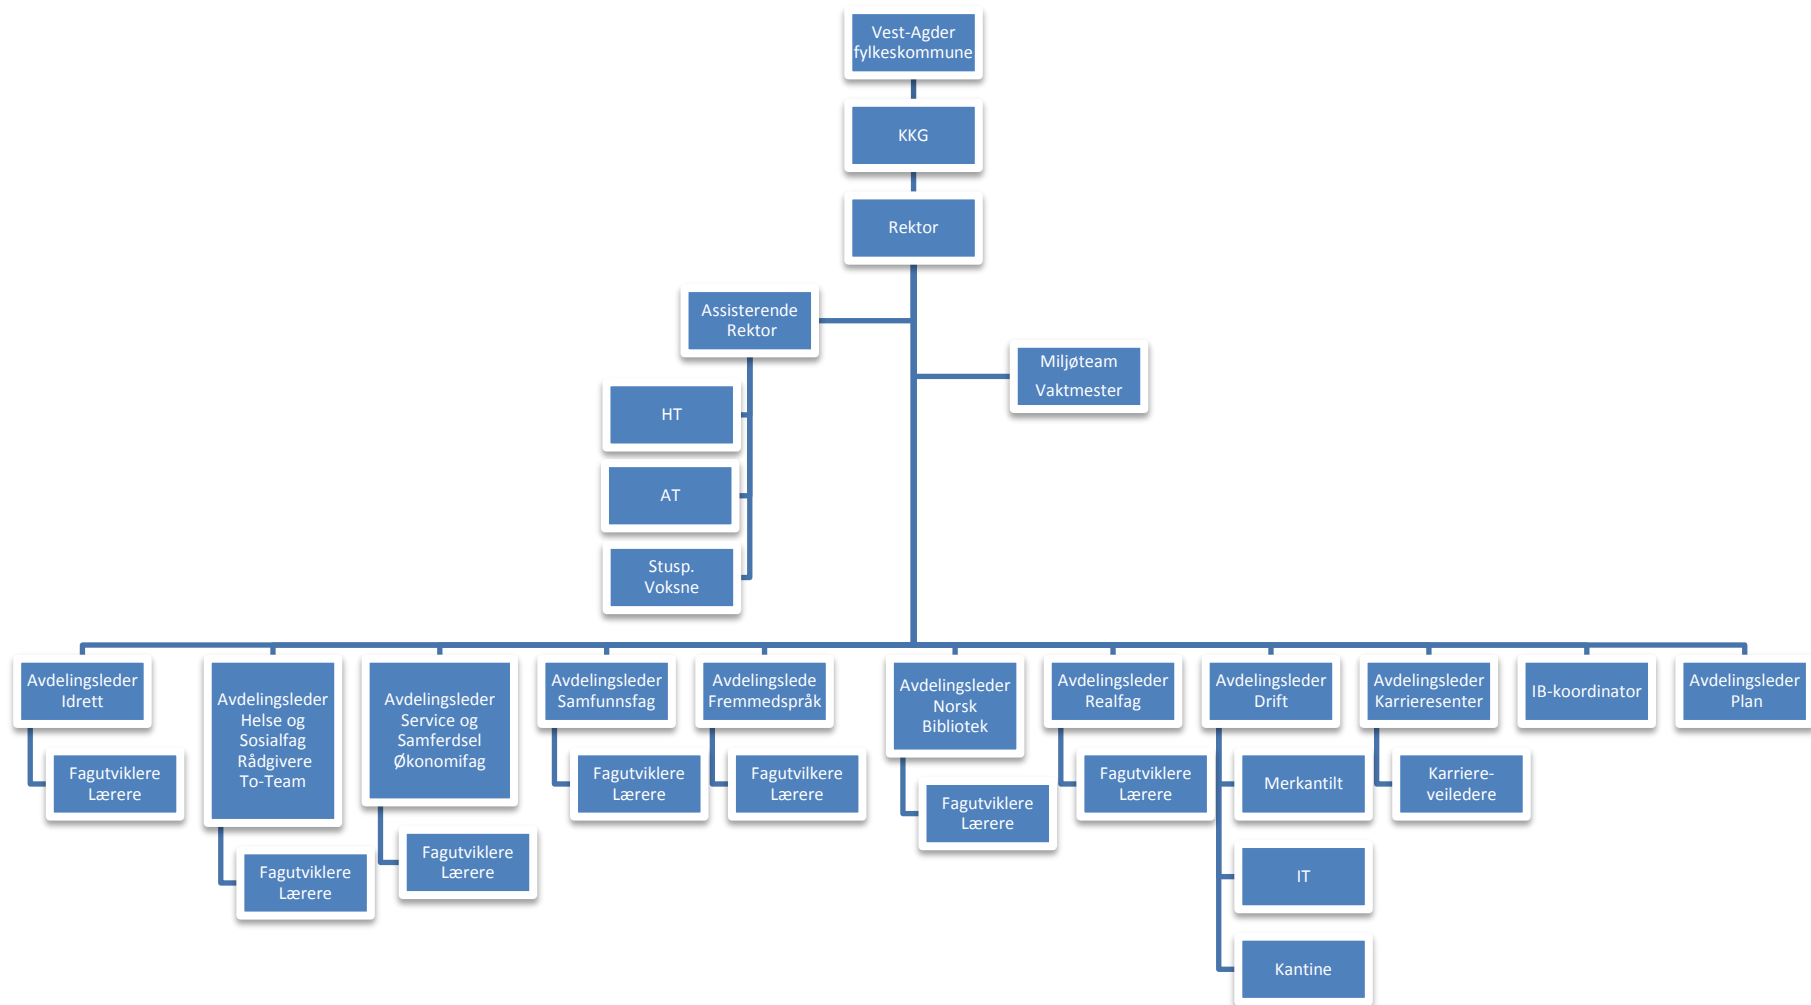 Vest-Agder
fylkeskommune
KKG
Rektor
Assisterende
Rektor
Miljøteam
Vaktmester
HT
AT
Stusp.
Voksne
Avdelingsleder
Idrett
Fagutviklere
Lærere
Avdelingsleder
Helse og
Sosialfag
Rådgivere
To-Team
Fagutviklere
Lærere
Avdelingsleder
Service og
Samferdsel
Økonomifag
Fagutviklere
Lærere
Avdelingsleder
Samfunnsfag
Fagutviklere
Lærere
Avdelingslede
Fremmedspråk
Fagutvilkere
Lærere
Avdelingsleder
Norsk
Bibliotek
Fagutviklere
Lærere
Avdelingsleder
Realfag
Fagutviklere
Lærere
Avdelingsleder
Drift
Merkantilt
IT
Kantine
Avdelingsleder
Karrieresenter
Karriere-
veiledere
IB-koordinator
Avdelingsleder
Plan